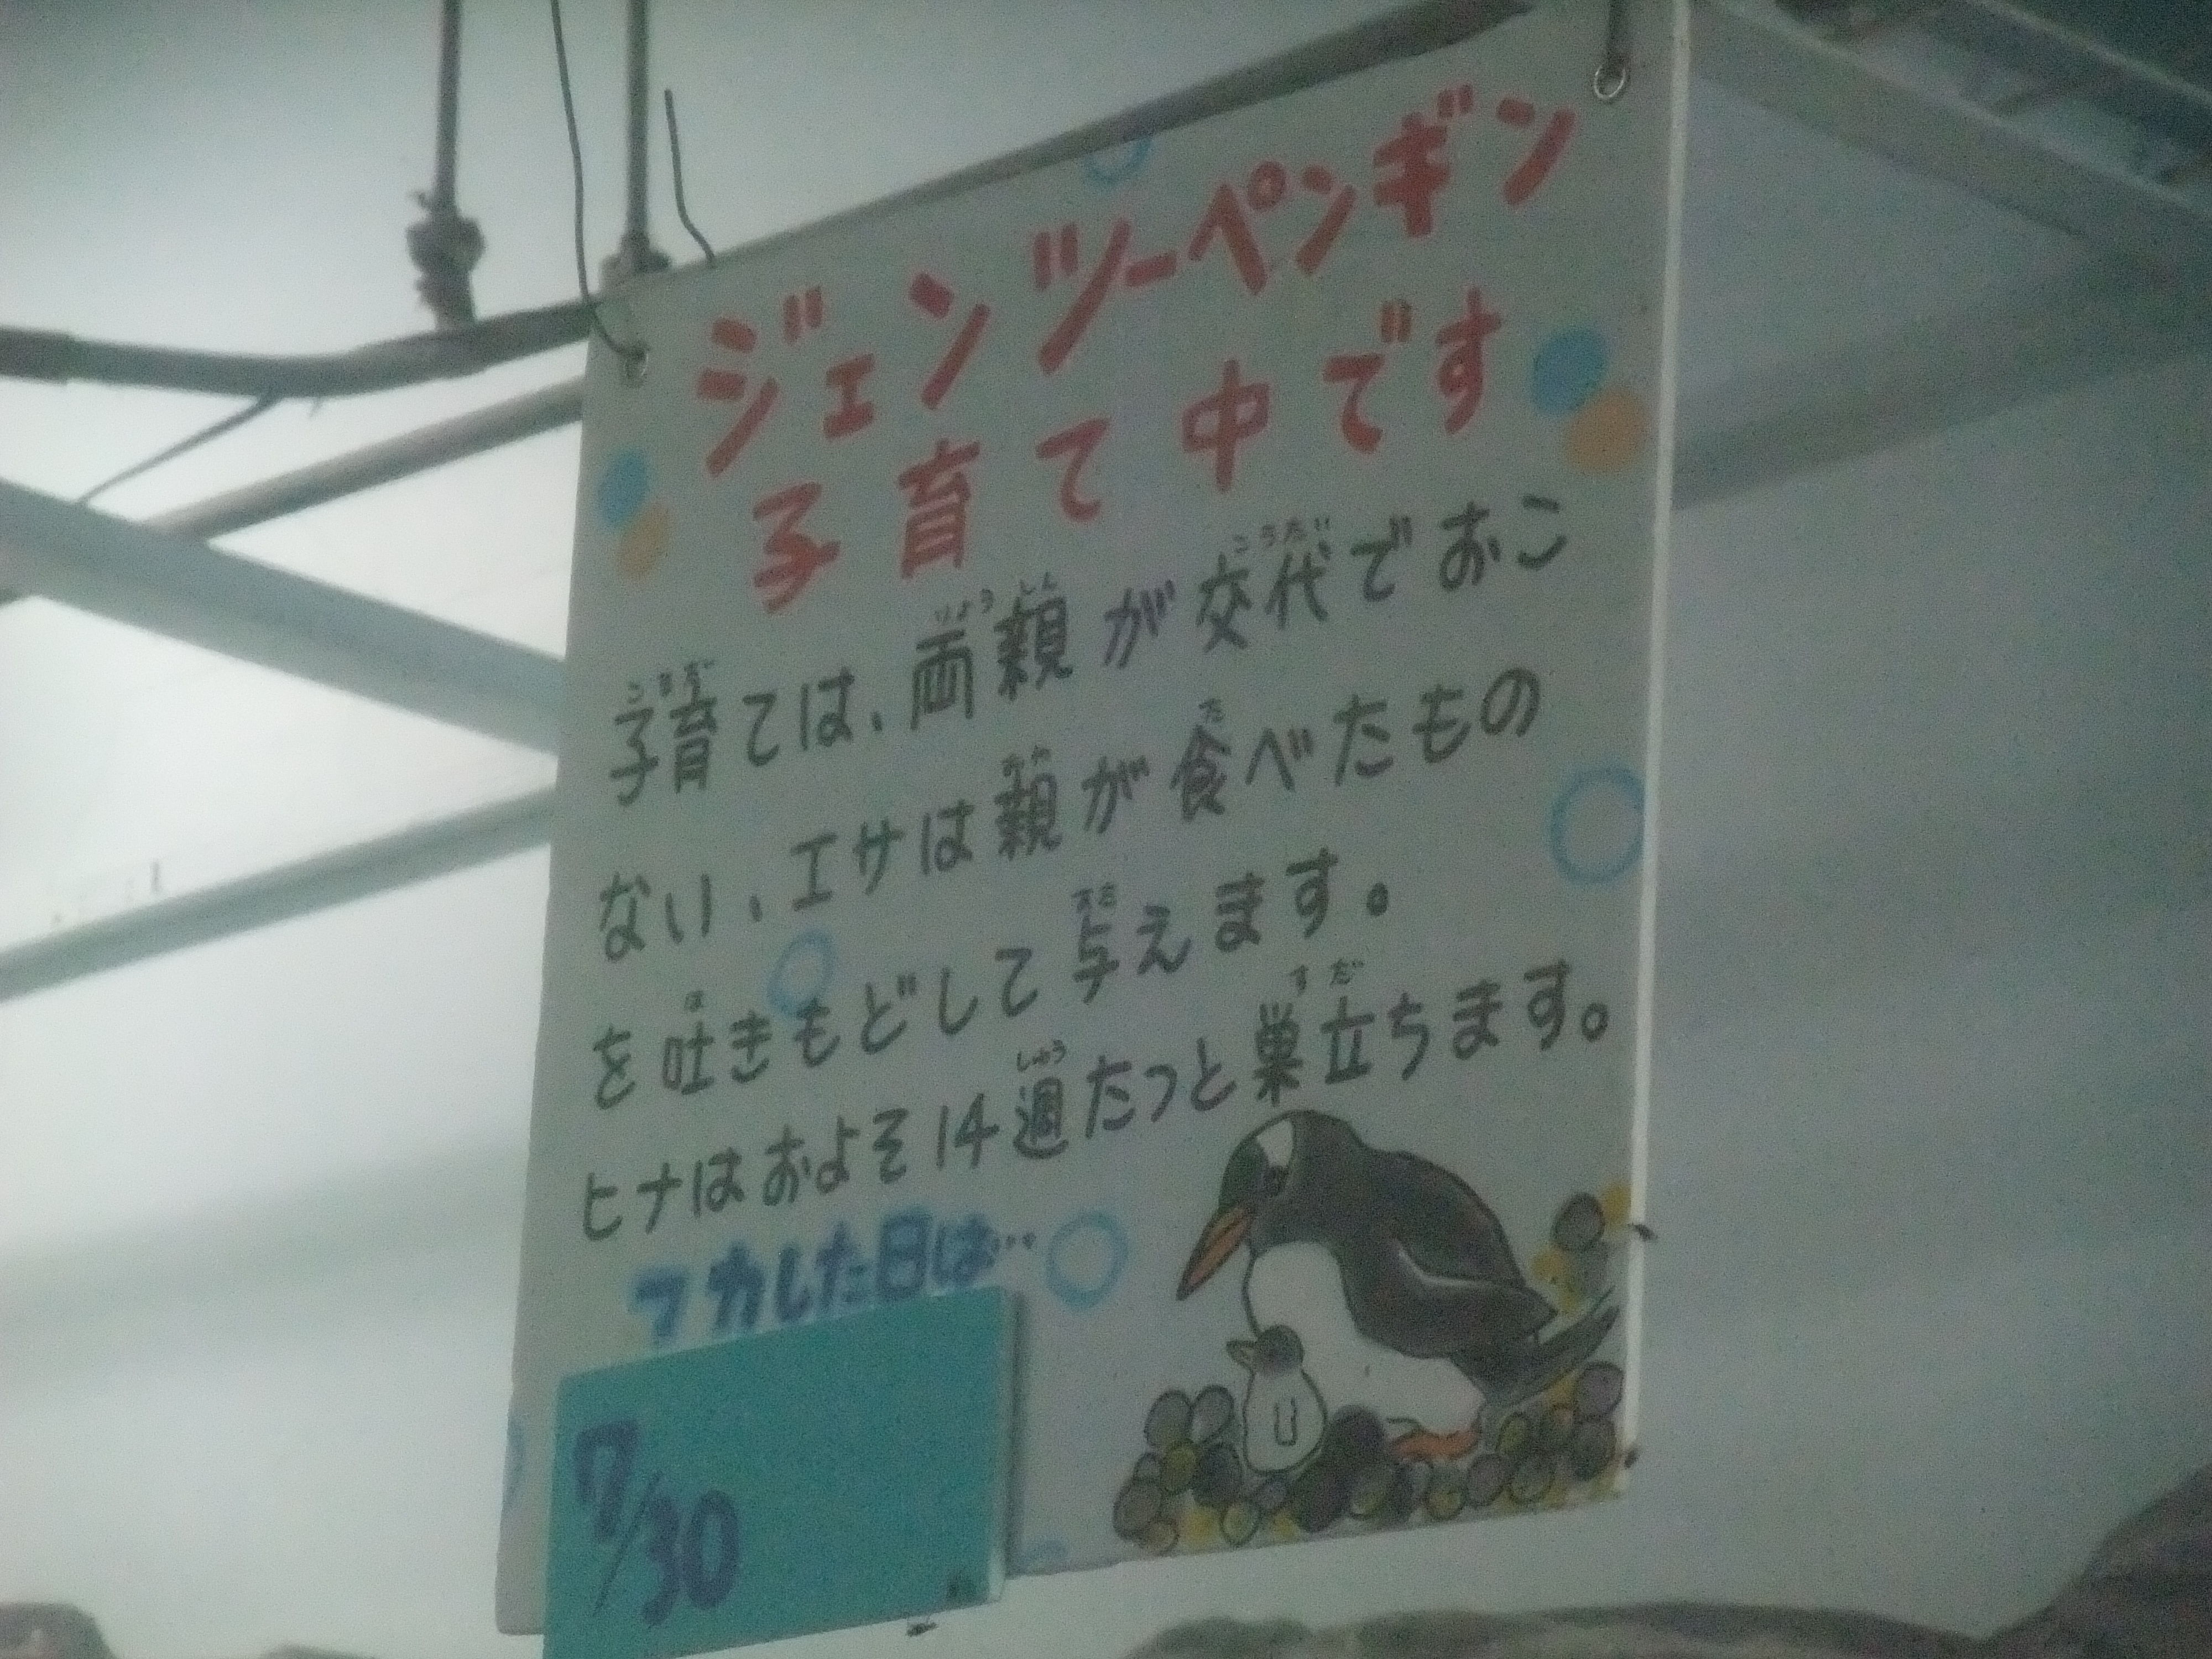 ジェンツーペンギン
子育て中です
子育ては、両親が交代でおこ
ない、エサは親が食べたもの
を吐きもどして与えます。
ヒナはおよそ14週たつと巣立ちます。
フカした日は…
7/30